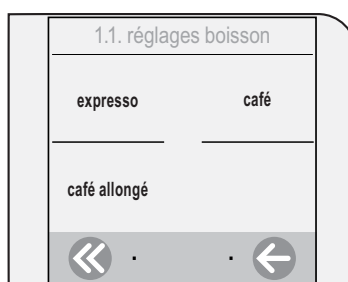 1.1. réglages boisson
expresso café
café allongé